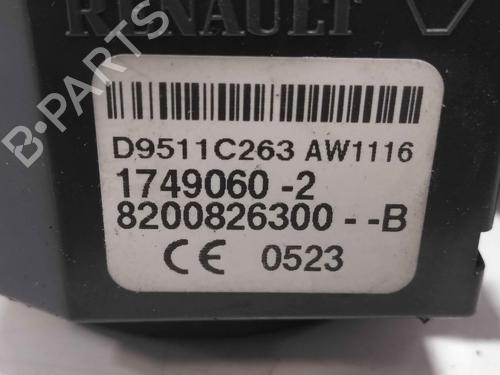 RENAULT
D9511C263 AW1116
1749060 -2
8200826300 - -B
CE 0523
B-PARTS